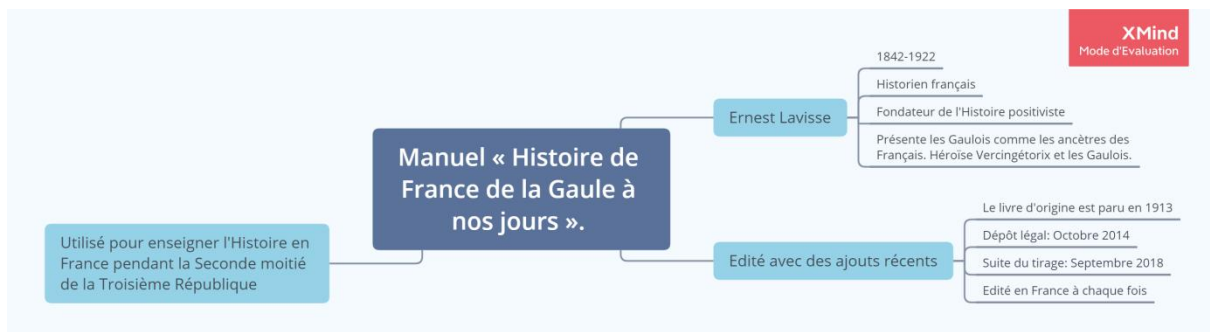 XMind
Mode d'Evaluation
Manuel « Histoire de
France de la Gaule à
nos jours ».
Ernest Lavisse
1842-1922
Historien français
Fondateur de l'Histoire positiviste
Présente les Gaulois comme les ancètres des
Français. Héroïse Vercingétorix et les Gaulois.
Edité avec des ajouts récents
Le livre d'origine est paru en 1913
Dépôt légal: Octobre 2014
Suite du tirage: Septembre 2018
Edité en France à chaque fois
Utilisé pour enseigner l'Histoire en
France pendant la Seconde moitié
de la Troisième République